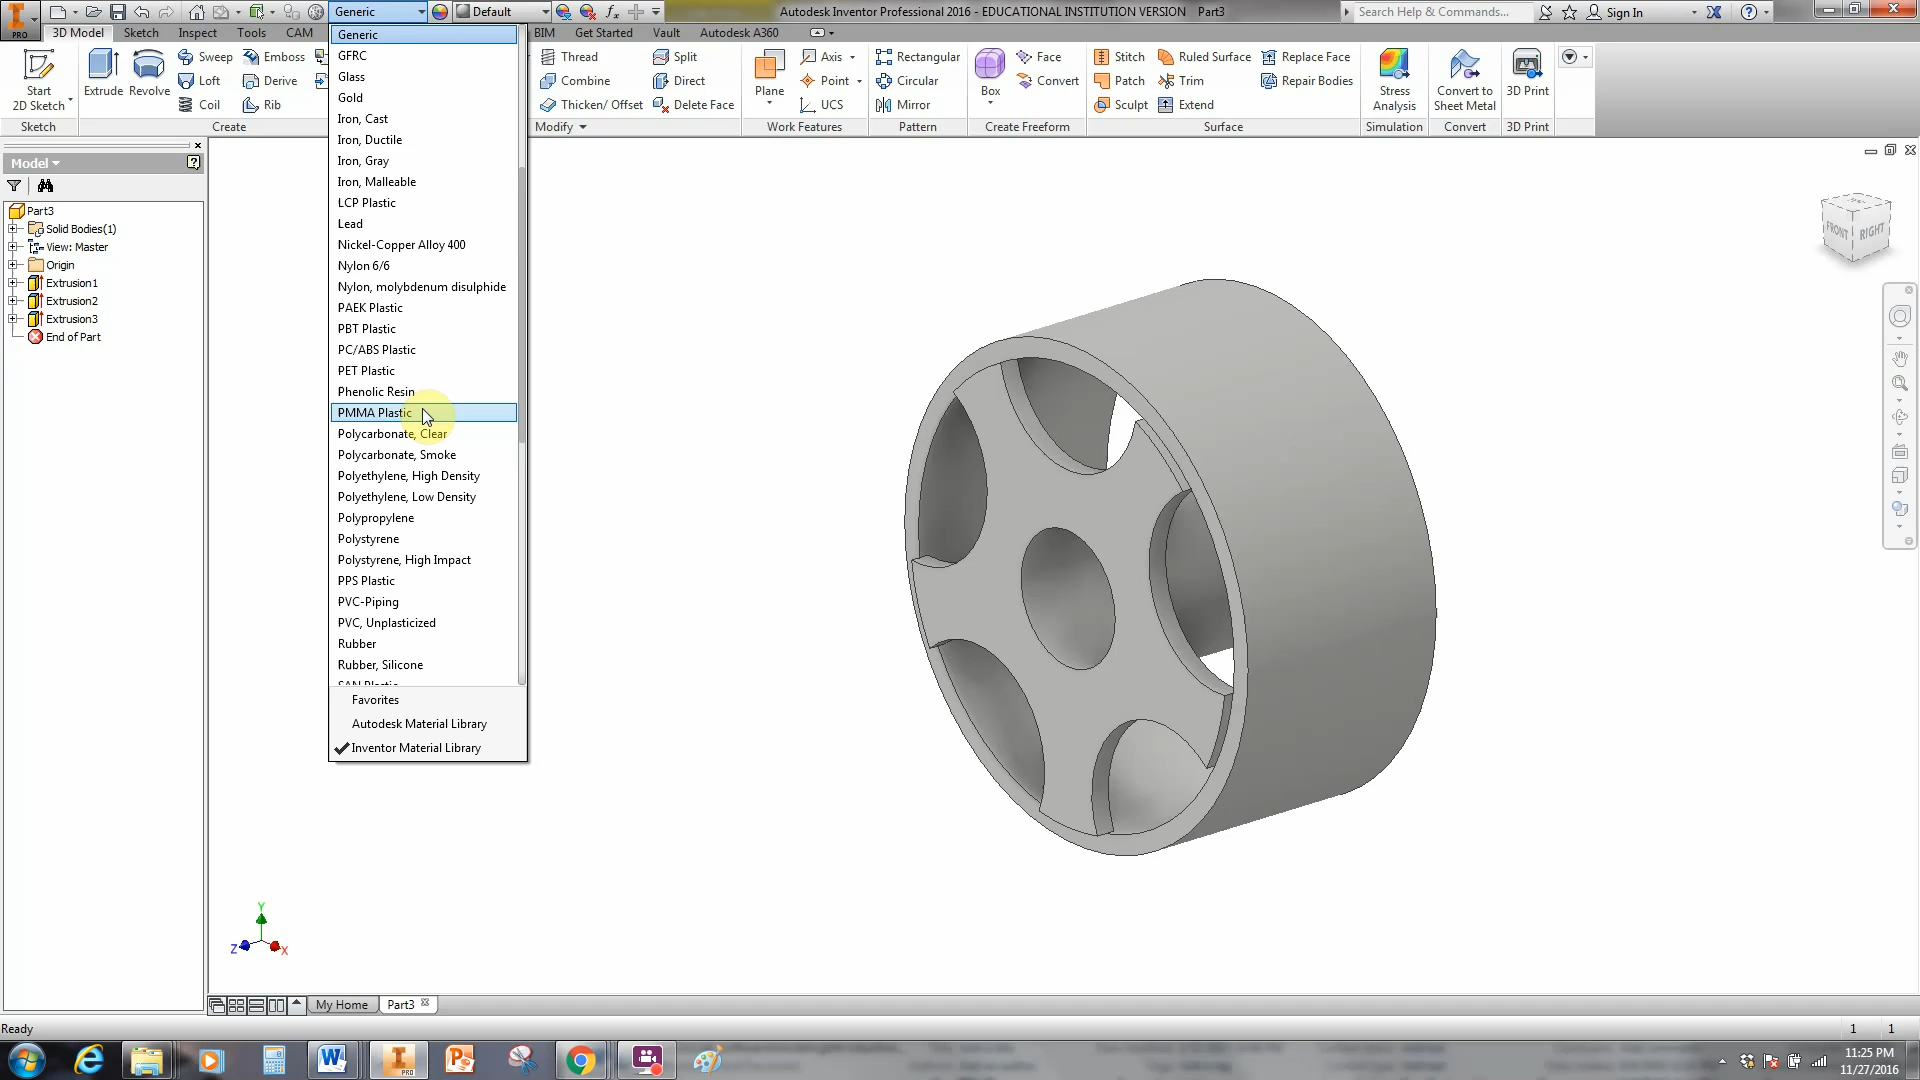 Generic
Default
Autodesk Inventor Professional 2016 - EDUCATIONAL INSTITUTION VERSION Part3
Search Help & Commands...
Sign In
PRO
3D Model
Sketch
Inspect
Tools
CAM
BIM
Get Started
Vault
Autodesk A360
Start
2D Sketch
Sketch
Extrude
Revolve
Sweep
Loft
Coil
Emboss
Derive
Rib
Create
Thread
Combine
Thicken/ Offset
Split
Direct
Delete Face
Modify
Plane
Axis
Point
UCS
Work Features
Rectangular
Circular
Mirror
Pattern
Box
Face
Convert
Create Freeform
Stitch
Patch
Sculpt
Ruled Surface
Trim
Extend
Replace Face
Repair Bodies
Surface
Stress
Analysis
Simulation
Convert to
Sheet Metal
Convert
3D Print
3D Print
Model
Part3
Solid Bodies(1)
View: Master
Origin
Extrusion1
Extrusion2
Extrusion3
End of Part
Generic
GFRC
Glass
Gold
Iron, Cast
Iron, Ductile
Iron, Gray
Iron, Malleable
LCP Plastic
Lead
Nickel-Copper Alloy 400
Nylon 6/6
Nylon, molybdenum disulphide
PAEK Plastic
PBT Plastic
PC/ABS Plastic
PET Plastic
Phenolic Resin
PMMA Plastic
Polycarbonate, Clear
Polycarbonate, Smoke
Polyethylene, High Density
Polyethylene, Low Density
Polypropylene
Polystyrene
Polystyrene, High Impact
PPS Plastic
PVC-Piping
PVC, Unplasticized
Rubber
Rubber, Silicone
SAN Plastic
Favorites
Autodesk Material Library
Inventor Material Library
FRONT
RIGHT
Y
Z
X
My Home
Part3
Ready
1 1
PRO
11:25 PM
11/27/2016